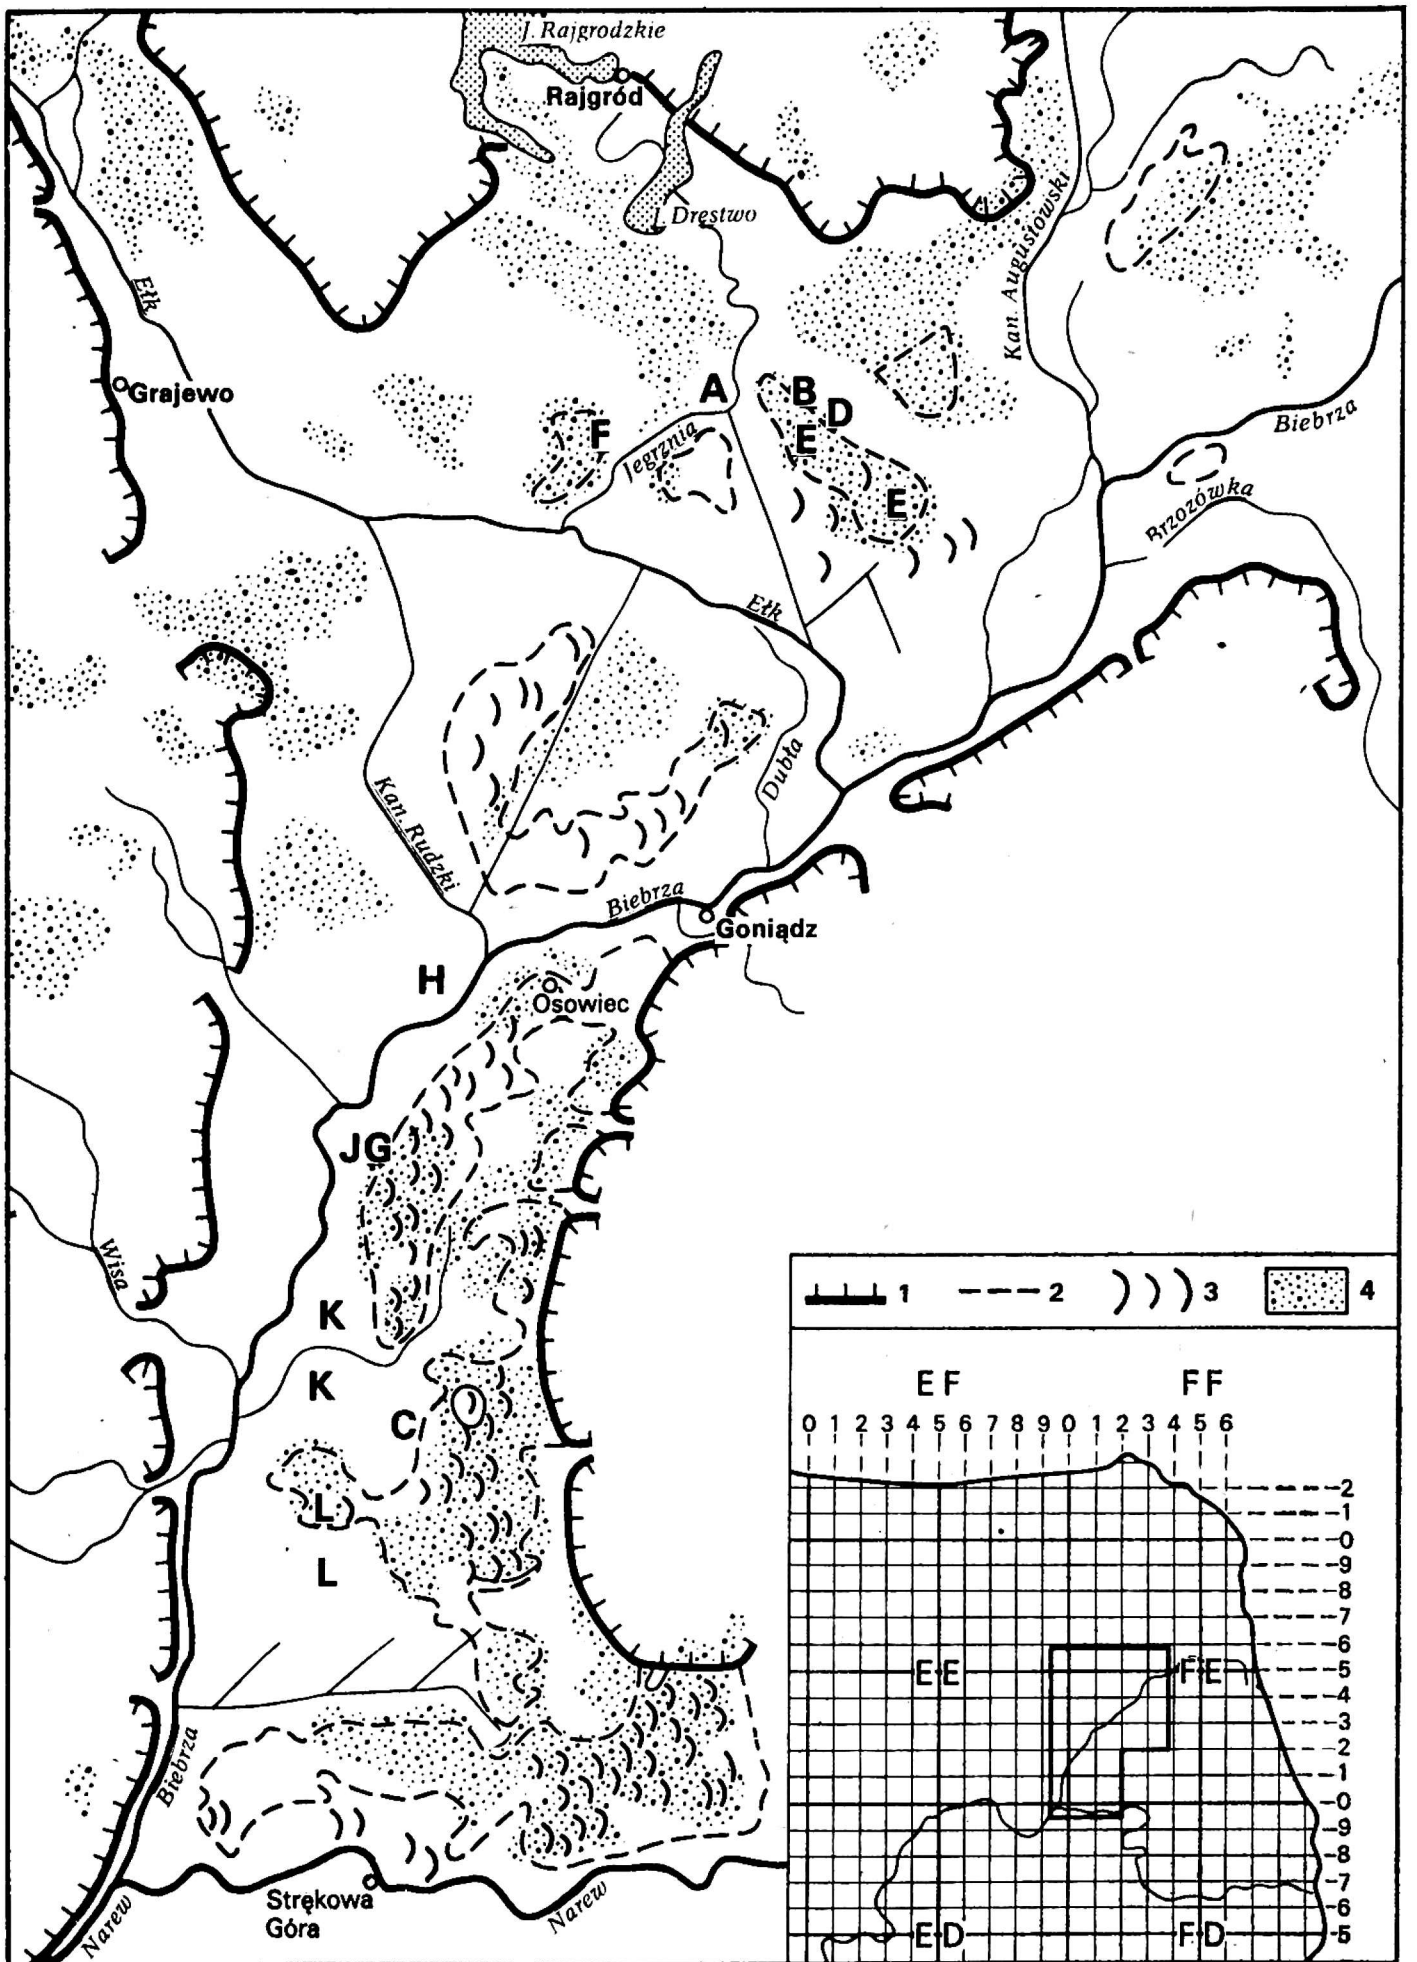 J. Rajgrodzkie
Rajgród
J. Dręstwo
Kan. Augustowski
Ełk
Grajewo
A
B
D
F
E
Jegrznia
Biebrza
E
Brzozówka
Ełk
Dubła
Kan. Rudzki
Biebrza
Goniądz
H
Osowiec
JG
Wisa
K
K
C
L
L
Biebrza
Strękowa
Góra
Narew
Narew
1 2 3 4
EF FF
0 1 2 3 4 5 6 7 8 9 0 1 2 3 4 5 6
2
1
0
9
8
7
6
EE FE 5
4
3
2
1
0
9
8
7
6
ED FD 5